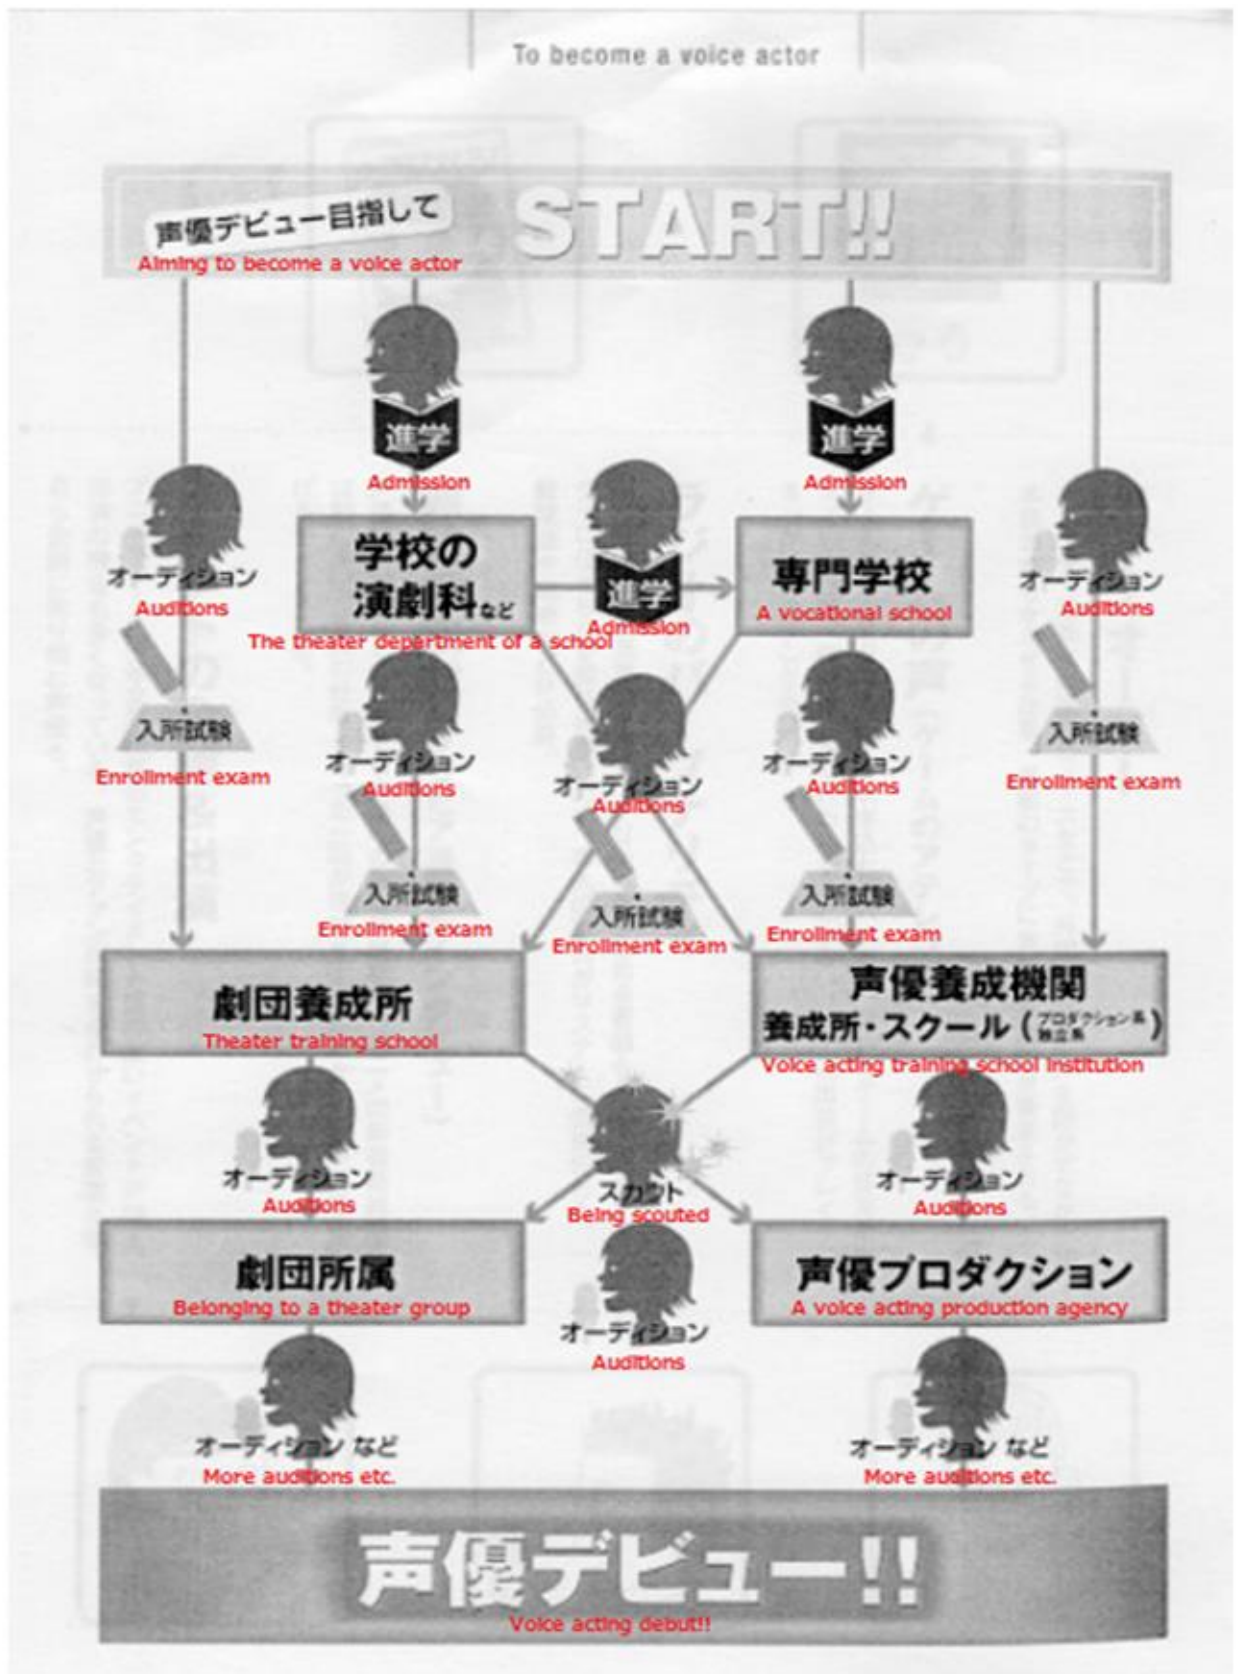 To become a voice actor
声優デビュー目指して
START!!
Aiming to become a voice actor
進学
進学
Admission
Admission
オーディション
Auditions
学校の
演劇科など
The theater department of a school
進学
Admission
専門学校
A vocational school
オーディション
Auditions
入所試験
Enrollment exam
オーディション
Auditions
オーディション
Auditions
オーディション
Auditions
入所試験
Enrollment exam
入所試験
Enrollment exam
入所試験
Enrollment exam
入所試験
Enrollment exam
劇団養成所
Theater training school
声優養成機関
養成所・スクール(プロダクション系
独立系)
Voice acting training school institution
オーディション
Auditions
スカウト
Being scouted
オーディション
Auditions
劇団所属
Belonging to a theater group
声優プロダクション
A voice acting production agency
オーディション
Auditions
オーディション など
More auditions etc.
オーディション など
More auditions etc.
声優デビュー!!
Voice acting debut!!